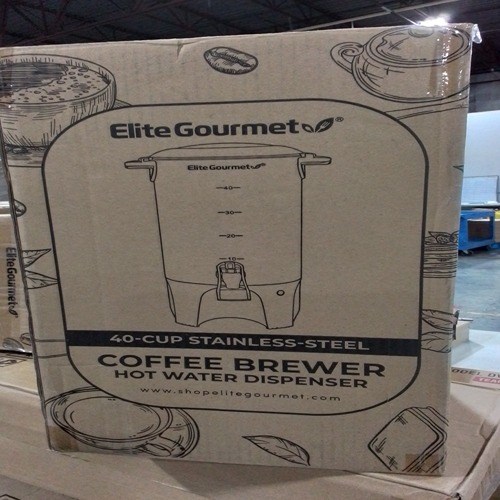 Elite Gourmet®
Elite Gourmet
40
30
20
10
40-CUP STAINLESS-STEEL
COFFEE BREWER
HOT WATER DISPENSER
www.shopelitegourmet.com
Elite Gourmet